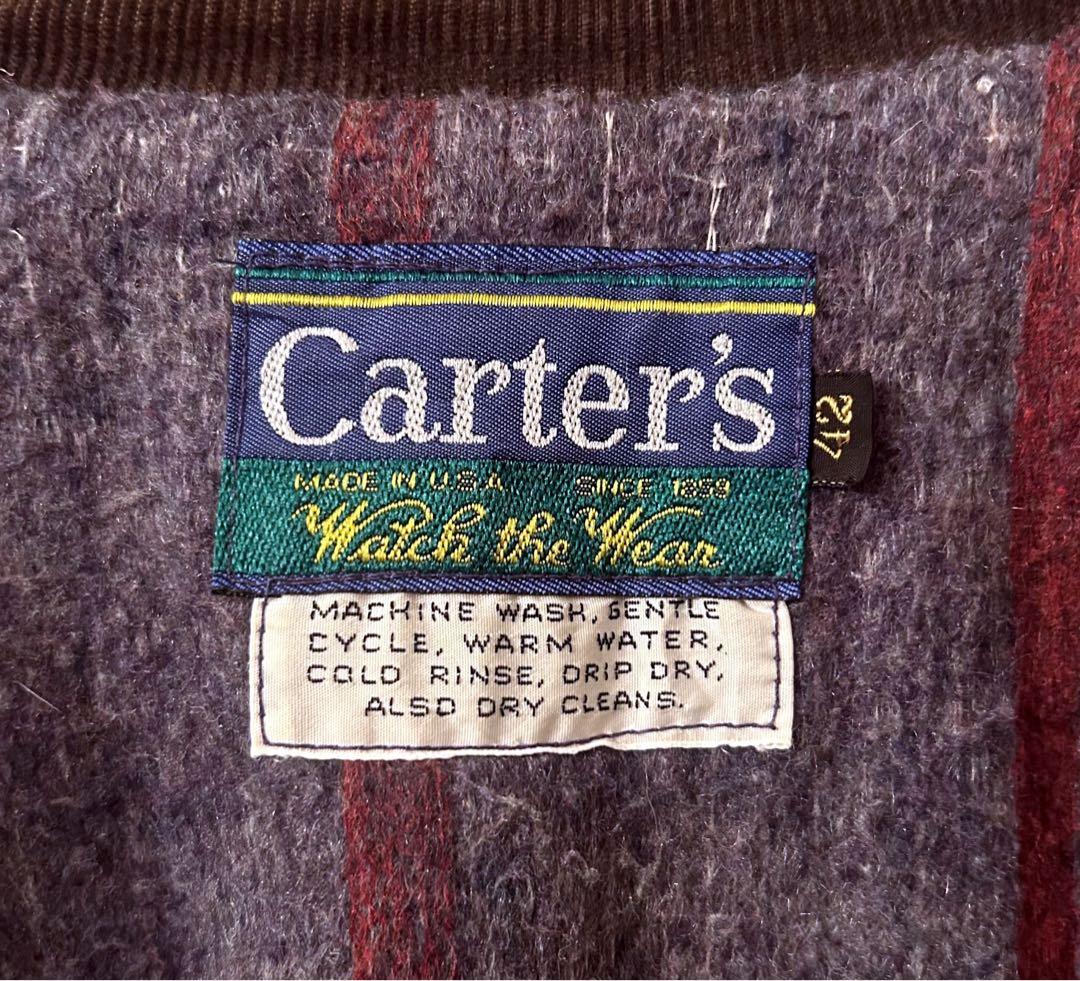 Carter's
42
MADE IN U.S.A SINCE 1859
Watch the Wear
MACHINE WASH, GENTLE
CYCLE, WARM WATER,
COLD RINSE, DRIP DRY,
ALSO DRY CLEANS.